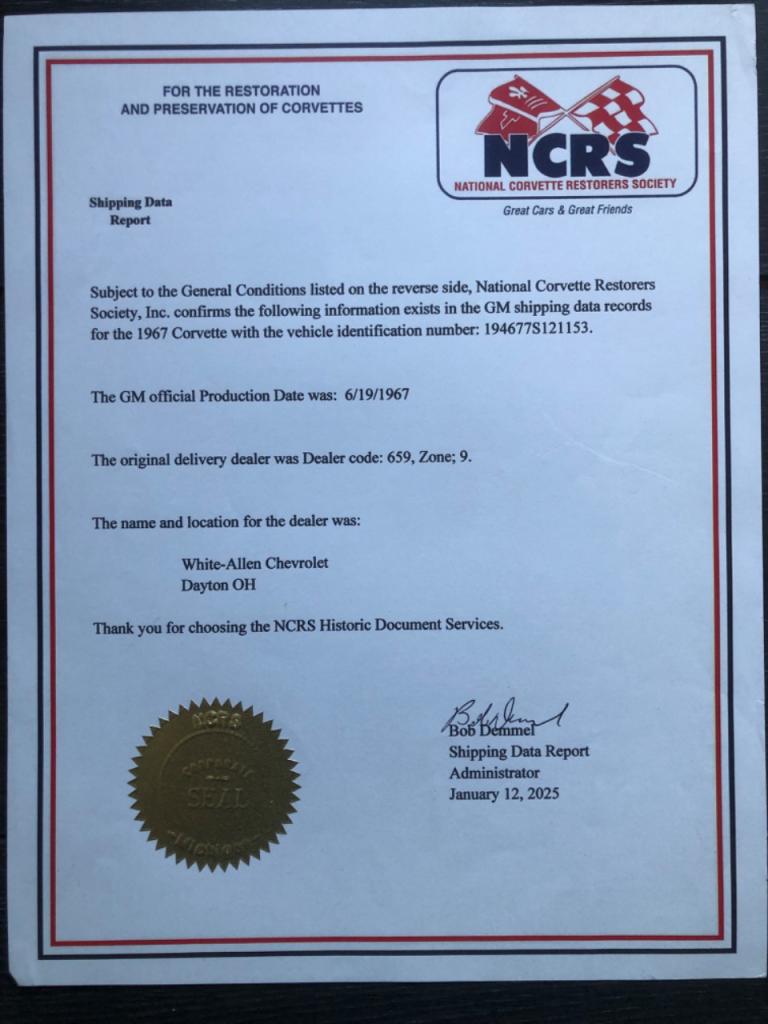 FOR THE RESTORATION
AND PRESERVATION OF CORVETTES
NCRS
NATIONAL CORVETTE RESTORERS SOCIETY
Great Cars & Great Friends
Shipping Data
Report
Subject to the General Conditions listed on the reverse side, National Corvette Restorers
Society, Inc. confirms the following information exists in the GM shipping data records
for the 1967 Corvette with the vehicle identification number: 194677S121153.
The GM official Production Date was: 6/19/1967
The original delivery dealer was Dealer code: 659, Zone; 9.
The name and location for the dealer was:
White-Allen Chevrolet
Dayton OH
Thank you for choosing the NCRS Historic Document Services.
Bob Demmel
Shipping Data Report
Administrator
January 12, 2025
CORPORATE
SEAL